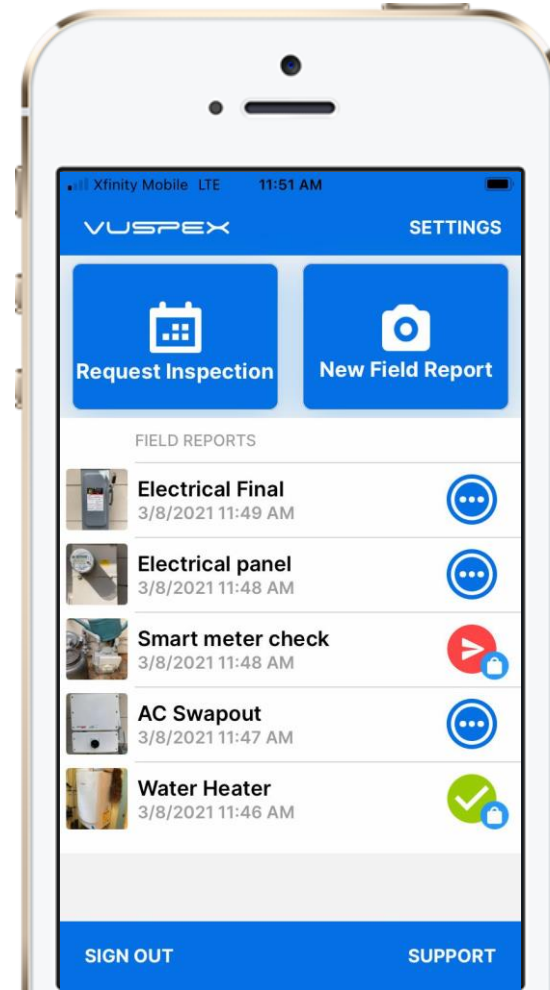 Xfinity Mobile LTE 11:51 AM
VUSPEX SETTINGS
Request Inspection New Field Report
FIELD REPORTS
Electrical Final
3/8/2021 11:49 AM
Electrical panel
3/8/2021 11:48 AM
Smart meter check
3/8/2021 11:48 AM
AC Swapout
3/8/2021 11:47 AM
Water Heater
3/8/2021 11:46 AM
SIGN OUT SUPPORT